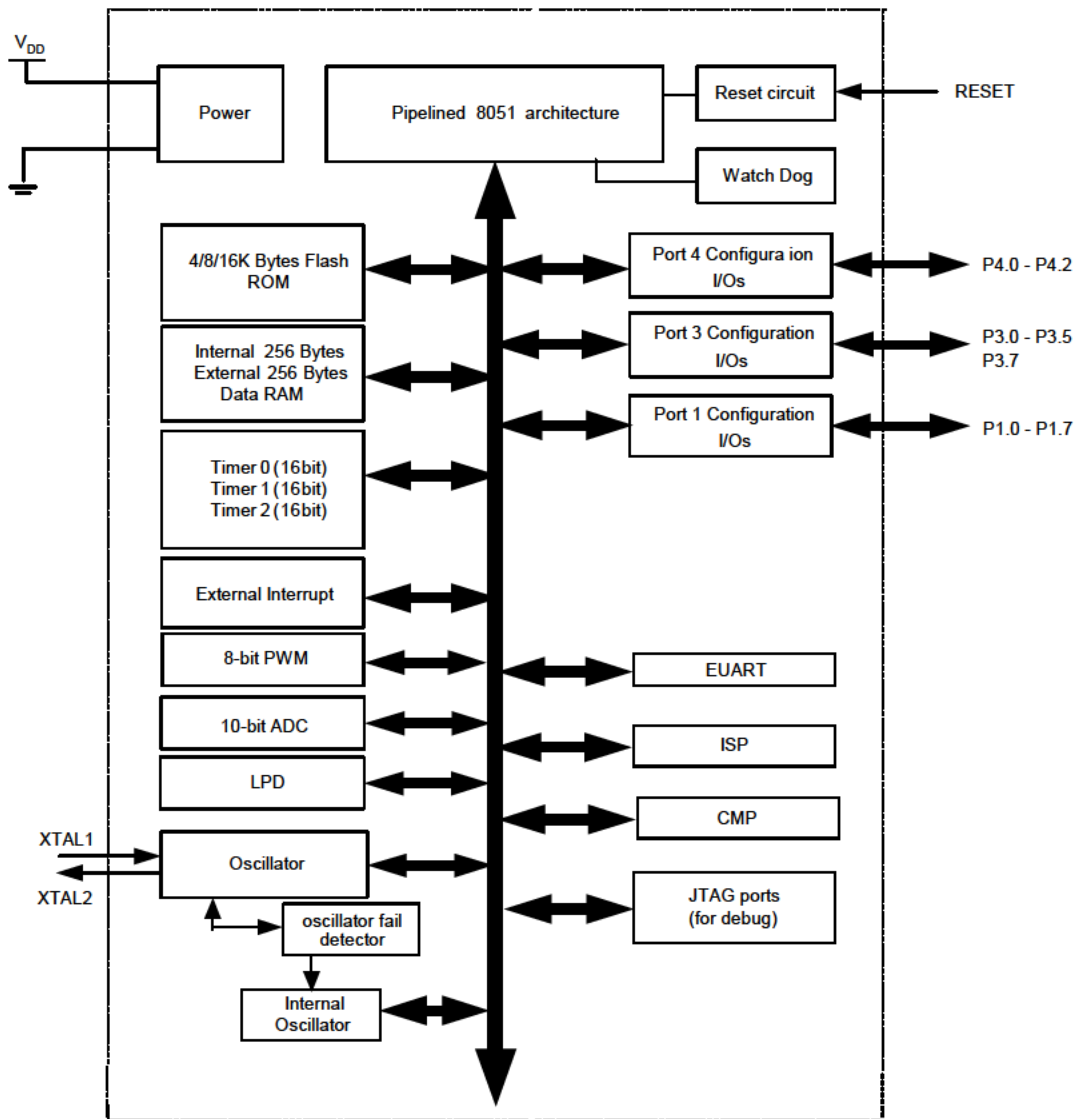 VDD
Power
Pipelined 8051 architecture
Reset circuit
RESET
Watch Dog
4/8/16K Bytes Flash
ROM
Port 4 Configura ion
I/Os
P4.0 - P4.2
Internal 256 Bytes
External 256 Bytes
Data RAM
Port 3 Configuration
I/Os
P3.0 - P3.5
P3.7
Port 1 Configuration
I/Os
P1.0 - P1.7
Timer 0 (16bit)
Timer 1 (16bit)
Timer 2 (16bit)
External Interrupt
8-bit PWM
EUART
10-bit ADC
ISP
LPD
CMP
XTAL1
XTAL2
Oscillator
JTAG ports
(for debug)
oscillator fail
detector
Internal
Oscillator